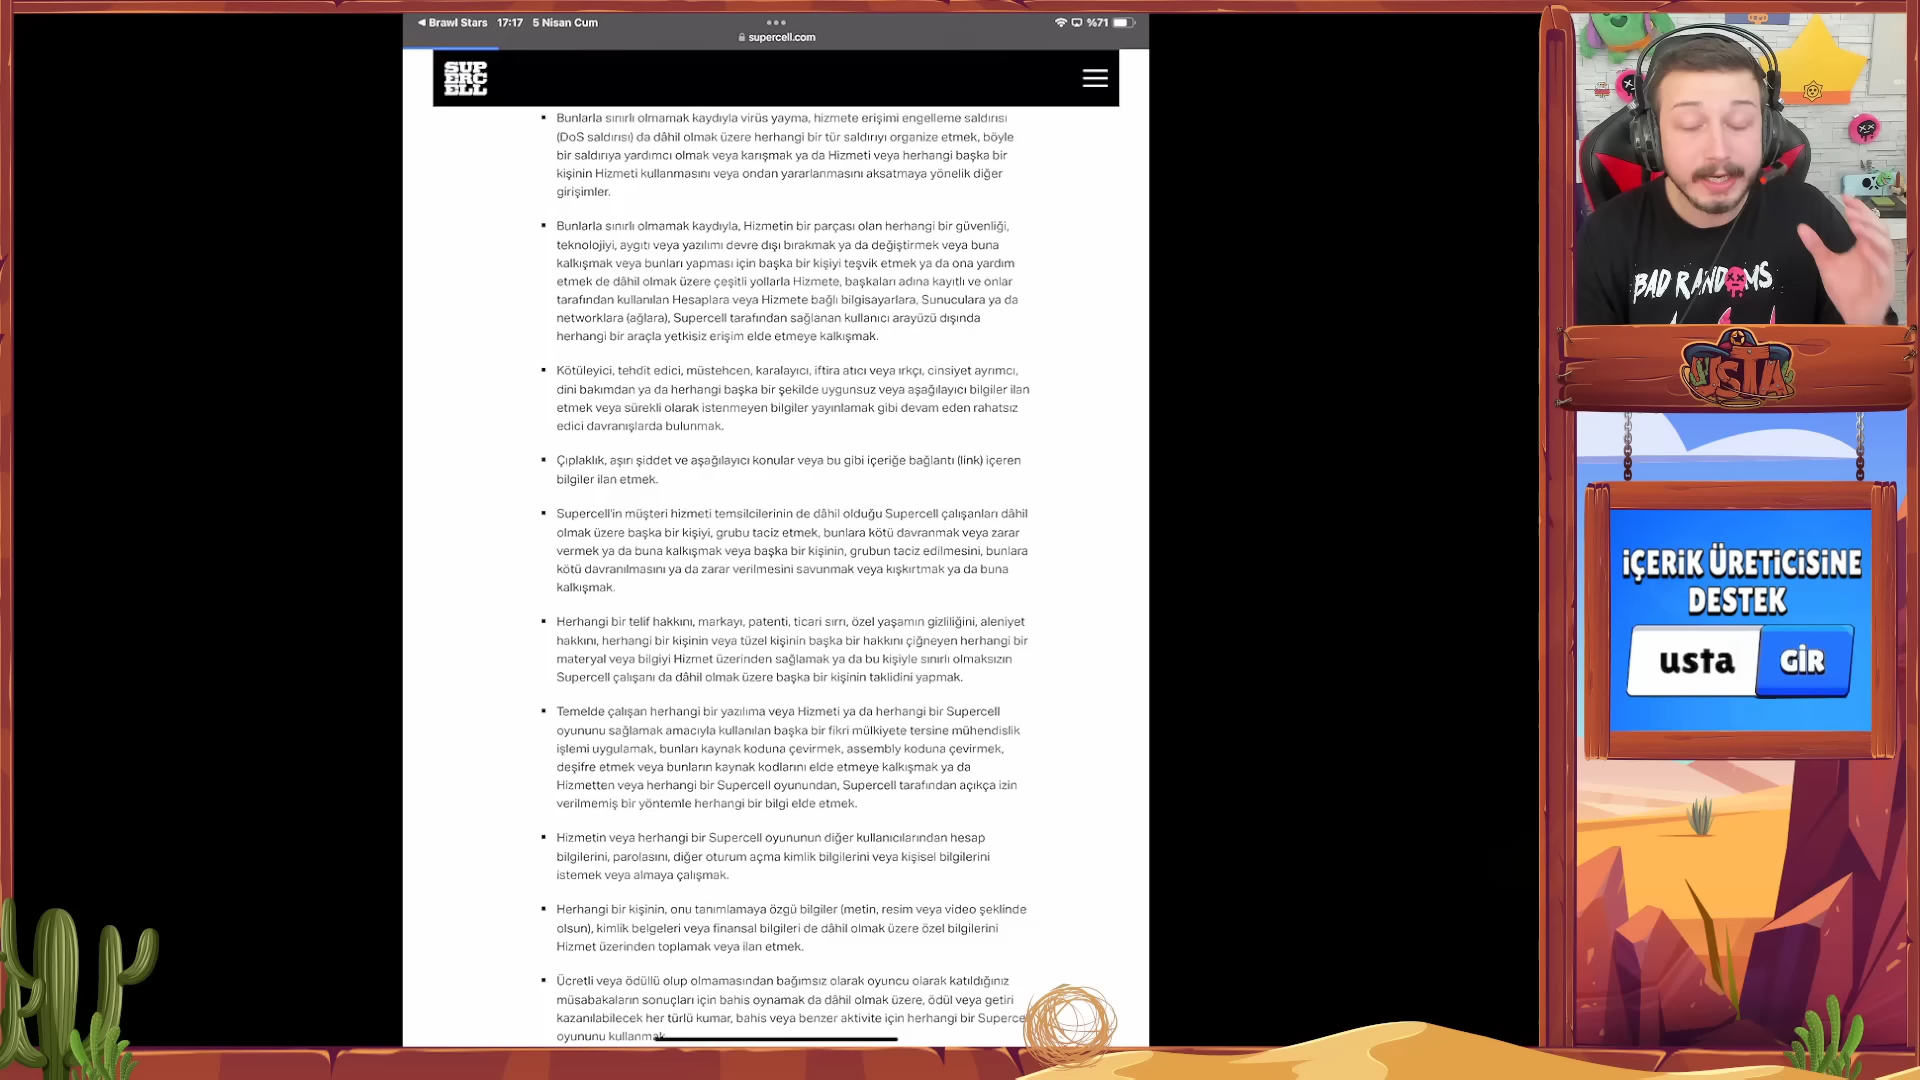 ◀ Brawl Stars 17:17 5 Nisan Cum
%71
supercell.com
SUP
ERC
ELL
Bunlarla sınırlı olmamak kaydıyla virüs yayma, hizmete erişimi engelleme saldırısı
(DoS saldırısı) da dâhil olmak üzere herhangi bir tür saldırıyı organize etmek, böyle
bir saldırıya yardımcı olmak veya karışmak ya da Hizmeti veya herhangi başka bir
kişinin Hizmeti kullanmasını veya ondan yararlanmasını aksatmaya yönelik diğer
girişimler.
Bunlarla sınırlı olmamak kaydıyla, Hizmetin bir parçası olan herhangi bir güvenliği,
teknolojiyi, aygıtı veya yazılımı devre dışı bırakmak ya da değiştirmek veya buna
kalkışmak veya bunları yapması için başka bir kişiyi teşvik etmek ya da ona yardım
etmek de dâhil olmak üzere çeşitli yollarla Hizmete, başkaları adına kayıtlı ve onlar
tarafından kullanılan Hesaplara veya Hizmete bağlı bilgisayarlara, Sunuculara ya da
networklara (ağlara), Supercell tarafından sağlanan kullanıcı arayüzü dışında
herhangi bir araçla yetkisiz erişim elde etmeye kalkışmak.
Kötüleyici, tehdit edici, müstehcen, karalayıcı, iftira atıcı veya ırkçı, cinsiyet ayrımcı,
dini bakımdan ya da herhangi başka bir şekilde uygunsuz veya aşağılayıcı bilgiler ilan
etmek veya sürekli olarak istenmeyen bilgiler yayınlamak gibi devam eden rahatsız
edici davranışlarda bulunmak.
Çıplaklık, aşırı şiddet ve aşağılayıcı konular veya bu gibi içeriğe bağlantı (link) içeren
bilgiler ilan etmek.
Supercell'in müşteri hizmeti temsilcilerinin de dâhil olduğu Supercell çalışanları dâhil
olmak üzere başka bir kişiyi, grubu taciz etmek, bunlara kötü davranmak veya zarar
vermek ya da buna kalkışmak veya başka bir kişinin, grubun taciz edilmesini, bunlara
kötü davranılmasını ya da zarar verilmesini savunmak veya kışkırtmak ya da buna
kalkışmak.
Herhangi bir telif hakkını, markayı, patenti, ticari sırrı, özel yaşamın gizliliğini, aleniyet
hakkını, herhangi bir kişinin veya tüzel kişinin başka bir hakkını çiğneyen herhangi bir
materyal veya bilgiyi Hizmet üzerinden sağlamak ya da bu kişiyle sınırlı olmaksızın
Supercell çalışanı da dâhil olmak üzere başka bir kişinin taklidini yapmak.
Temelde çalışan herhangi bir yazılıma veya Hizmeti ya da herhangi bir Supercell
oyununu sağlamak amacıyla kullanılan başka bir fikri mülkiyete tersine mühendislik
işlemi uygulamak, bunları kaynak koduna çevirmek, assembly koduna çevirmek,
deşifre etmek veya bunların kaynak kodlarını elde etmeye kalkışmak ya da
Hizmetten veya herhangi bir Supercell oyunundan, Supercell tarafından açıkça izin
verilmemiş bir yöntemle herhangi bir bilgi elde etmek.
Hizmetin veya herhangi bir Supercell oyununun diğer kullanıcılarından hesap
bilgilerini, parolasını, diğer oturum açma kimlik bilgilerini veya kişisel bilgilerini
istemek veya almaya çalışmak.
Herhangi bir kişinin, onu tanımlamaya özgü bilgiler (metin, resim veya video şeklinde
olsun), kimlik belgeleri veya finansal bilgileri de dâhil olmak üzere özel bilgilerini
Hizmet üzerinden toplamak veya ilan etmek.
Ücretli veya ödüllü olup olmamasından bağımsız olarak oyuncu olarak katıldığınız
müsabakaların sonuçları için bahis oynamak da dâhil olmak üzere, ödül veya getiri
kazanılabilecek her türlü kumar, bahis veya benzer aktivite için herhangi bir Superce
oyununu kullanmak.
BAD RANDOMS
USTA
İÇERİK ÜRETİCİSİNE
DESTEK
usta GİR